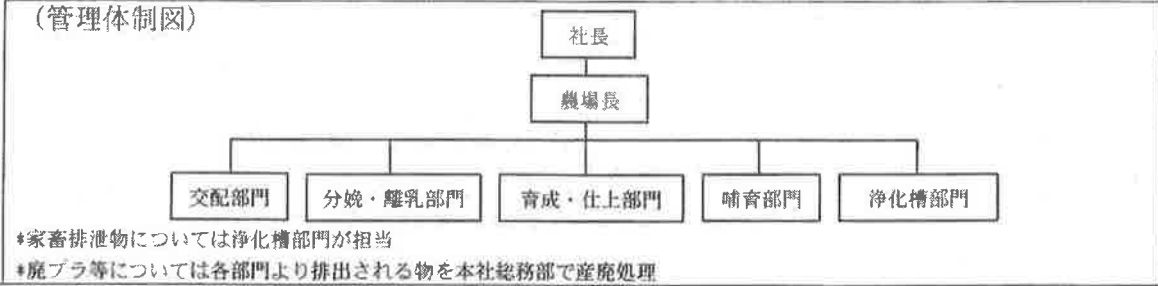 (管理体制図)
社長
農場長
交配部門
分娩・離乳部門
育成・仕上部門
哺育部門
浄化槽部門
*家畜排泄物については浄化槽部門が担当
*廃プラ等については各部門より排出される物を本社総務部で産廃処理